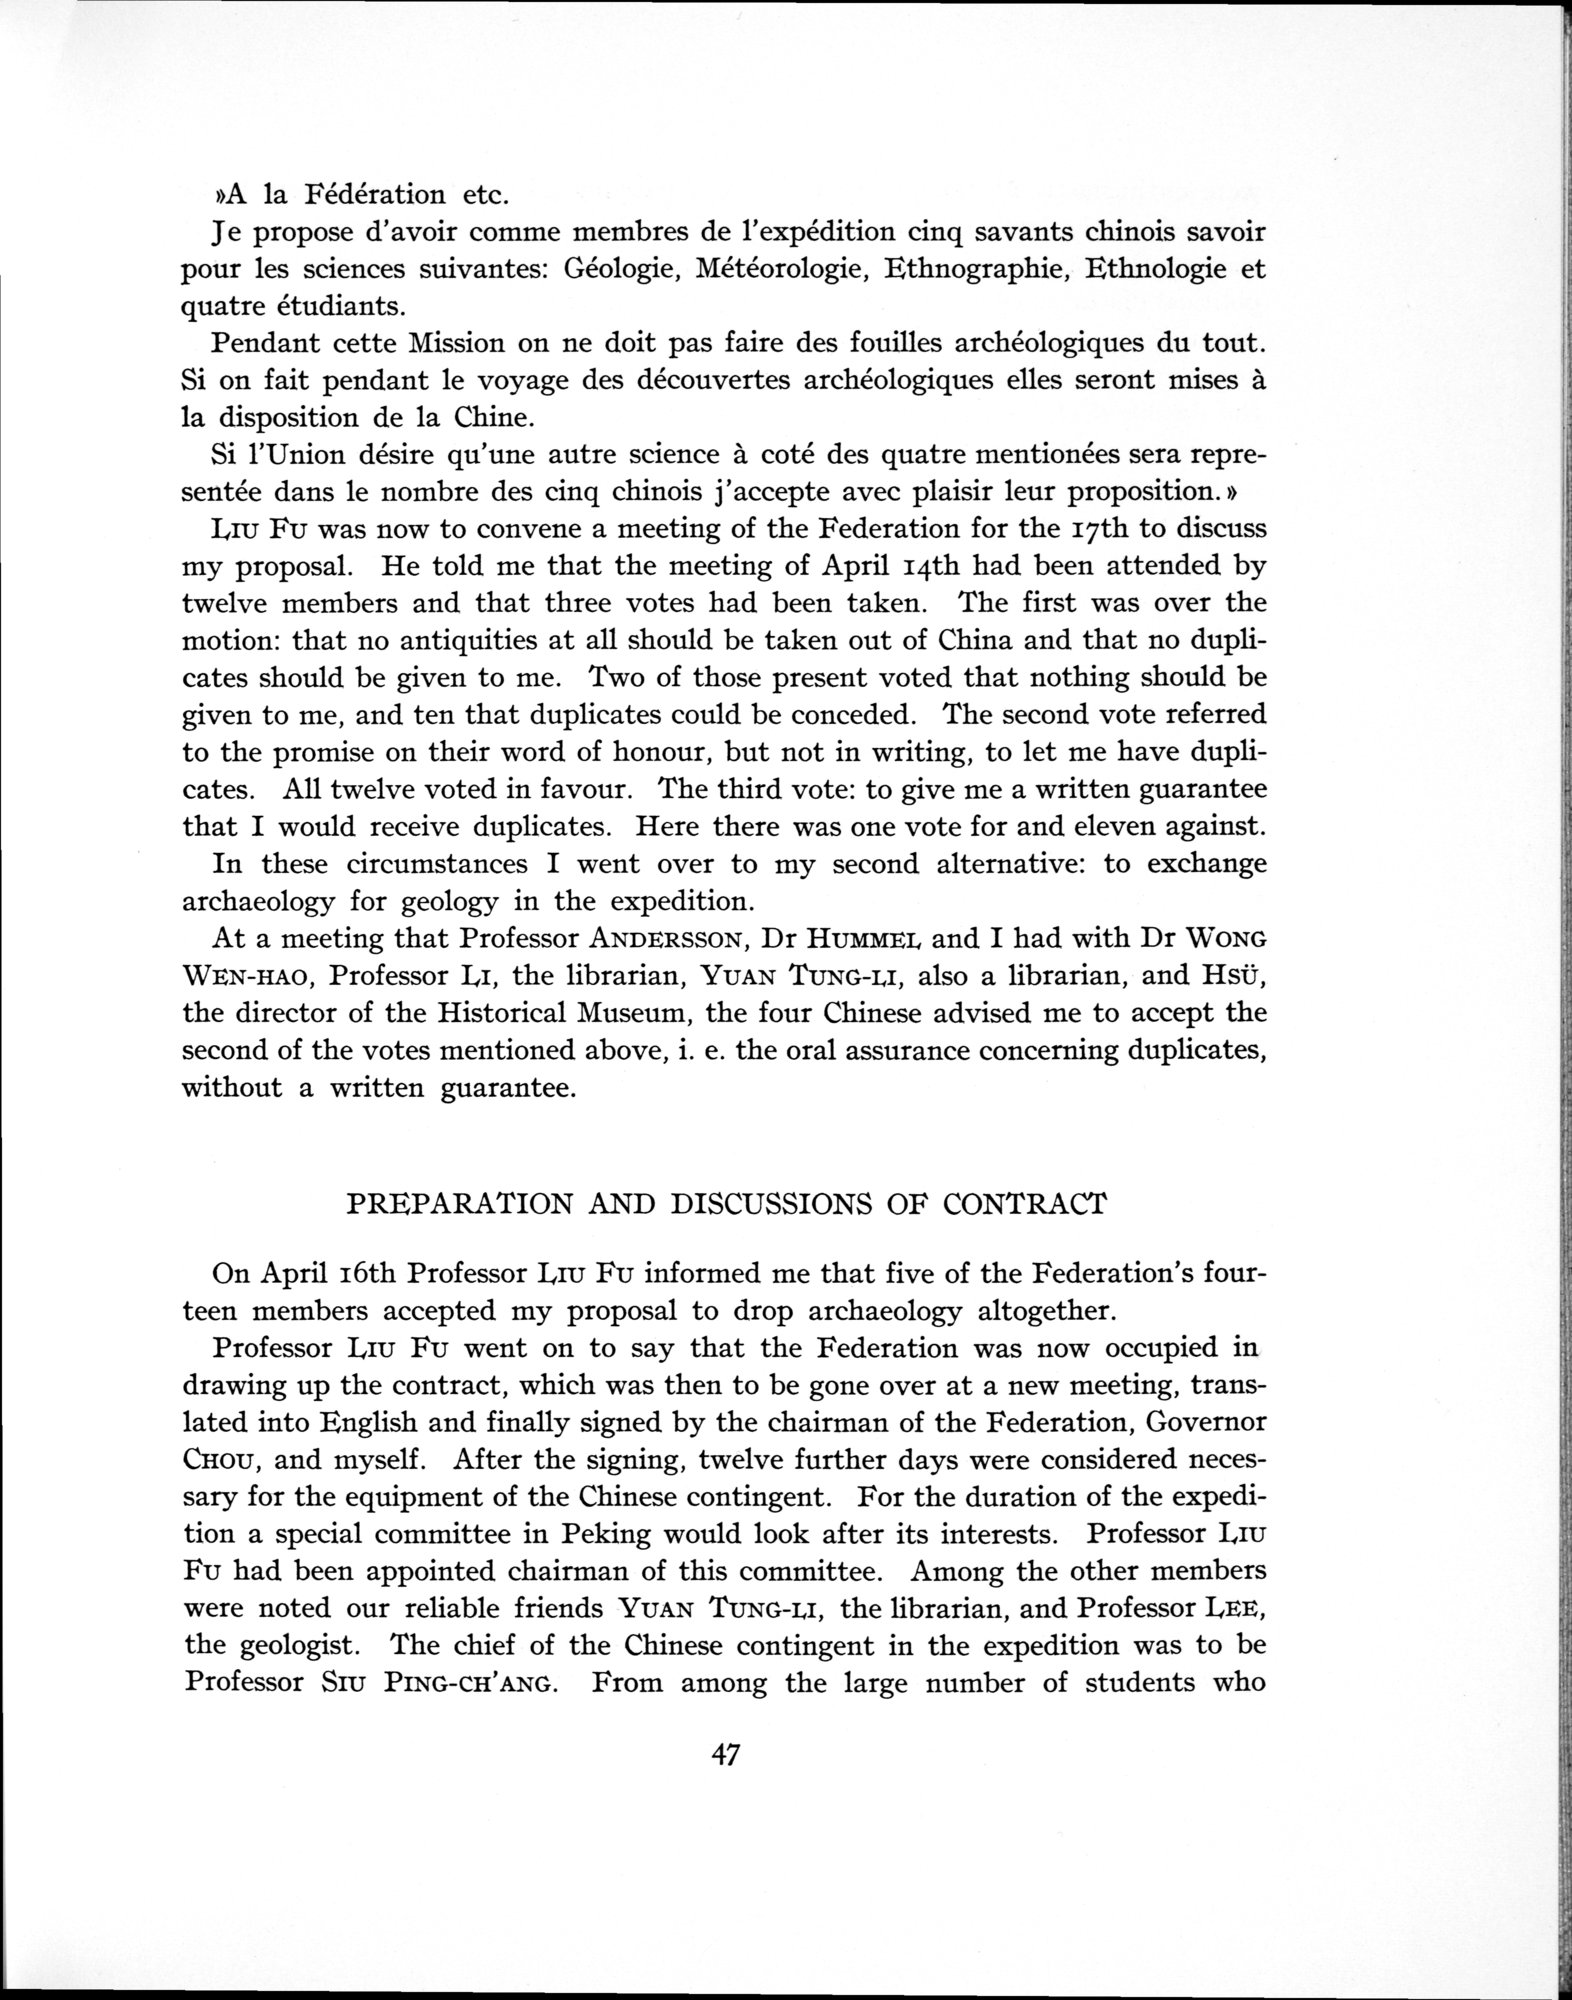 »A la Fédération etc.
Je propose d'avoir comme membres de l'expédition cinq savants chinois savoir
pour les sciences suivantes: Géologie, Météorologie, Ethnographie, Ethnologie et
quatre étudiants.
Pendant cette Mission on ne doit pas faire des fouilles archéologiques du tout.
Si on fait pendant le voyage des découvertes archéologiques elles seront mises à
la disposition de la Chine.
Si l'Union désire qu'une autre science à coté des quatre mentionées sera repre-
sentée dans le nombre des cinq chinois j'accepte avec plaisir leur proposition.»
LIU FU was now to convene a meeting of the Federation for the 17th to discuss
my proposal. He told me that the meeting of April 14th had been attended by
twelve members and that three votes had been taken. The first was over the
motion: that no antiquities at all should be taken out of China and that no dupli-
cates should be given to me. Two of those present voted that nothing should be
given to me, and ten that duplicates could be conceded. The second vote referred
to the promise on their word of honour, but not in writing, to let me have dupli-
cates. All twelve voted in favour. The third vote: to give me a written guarantee
that I would receive duplicates. Here there was one vote for and eleven against.
In these circumstances I went over to my second alternative: to exchange
archaeology for geology in the expedition.
At a meeting that Professor ANDERSSON, Dr HUMMEL and I had with Dr WONG
WEN-HAO, Professor LI, the librarian, YUAN TUNG-LI, also a librarian, and HSÜ,
the director of the Historical Museum, the four Chinese advised me to accept the
second of the votes mentioned above, i. e. the oral assurance concerning duplicates,
without a written guarantee.
PREPARATION AND DISCUSSIONS OF CONTRACT
On April 16th Professor LIU FU informed me that five of the Federation's four-
teen members accepted my proposal to drop archaeology altogether.
Professor LIU FU went on to say that the Federation was now occupied in
drawing up the contract, which was then to be gone over at a new meeting, trans-
lated into English and finally signed by the chairman of the Federation, Governor
CHOU, and myself. After the signing, twelve further days were considered neces-
sary for the equipment of the Chinese contingent. For the duration of the expedi-
tion a special committee in Peking would look after its interests. Professor LIU
FU had been appointed chairman of this committee. Among the other members
were noted our reliable friends YUAN TUNG-LI, the librarian, and Professor LEE,
the geologist. The chief of the Chinese contingent in the expedition was to be
Professor SIU PING-CH'ANG. From among the large number of students who
47